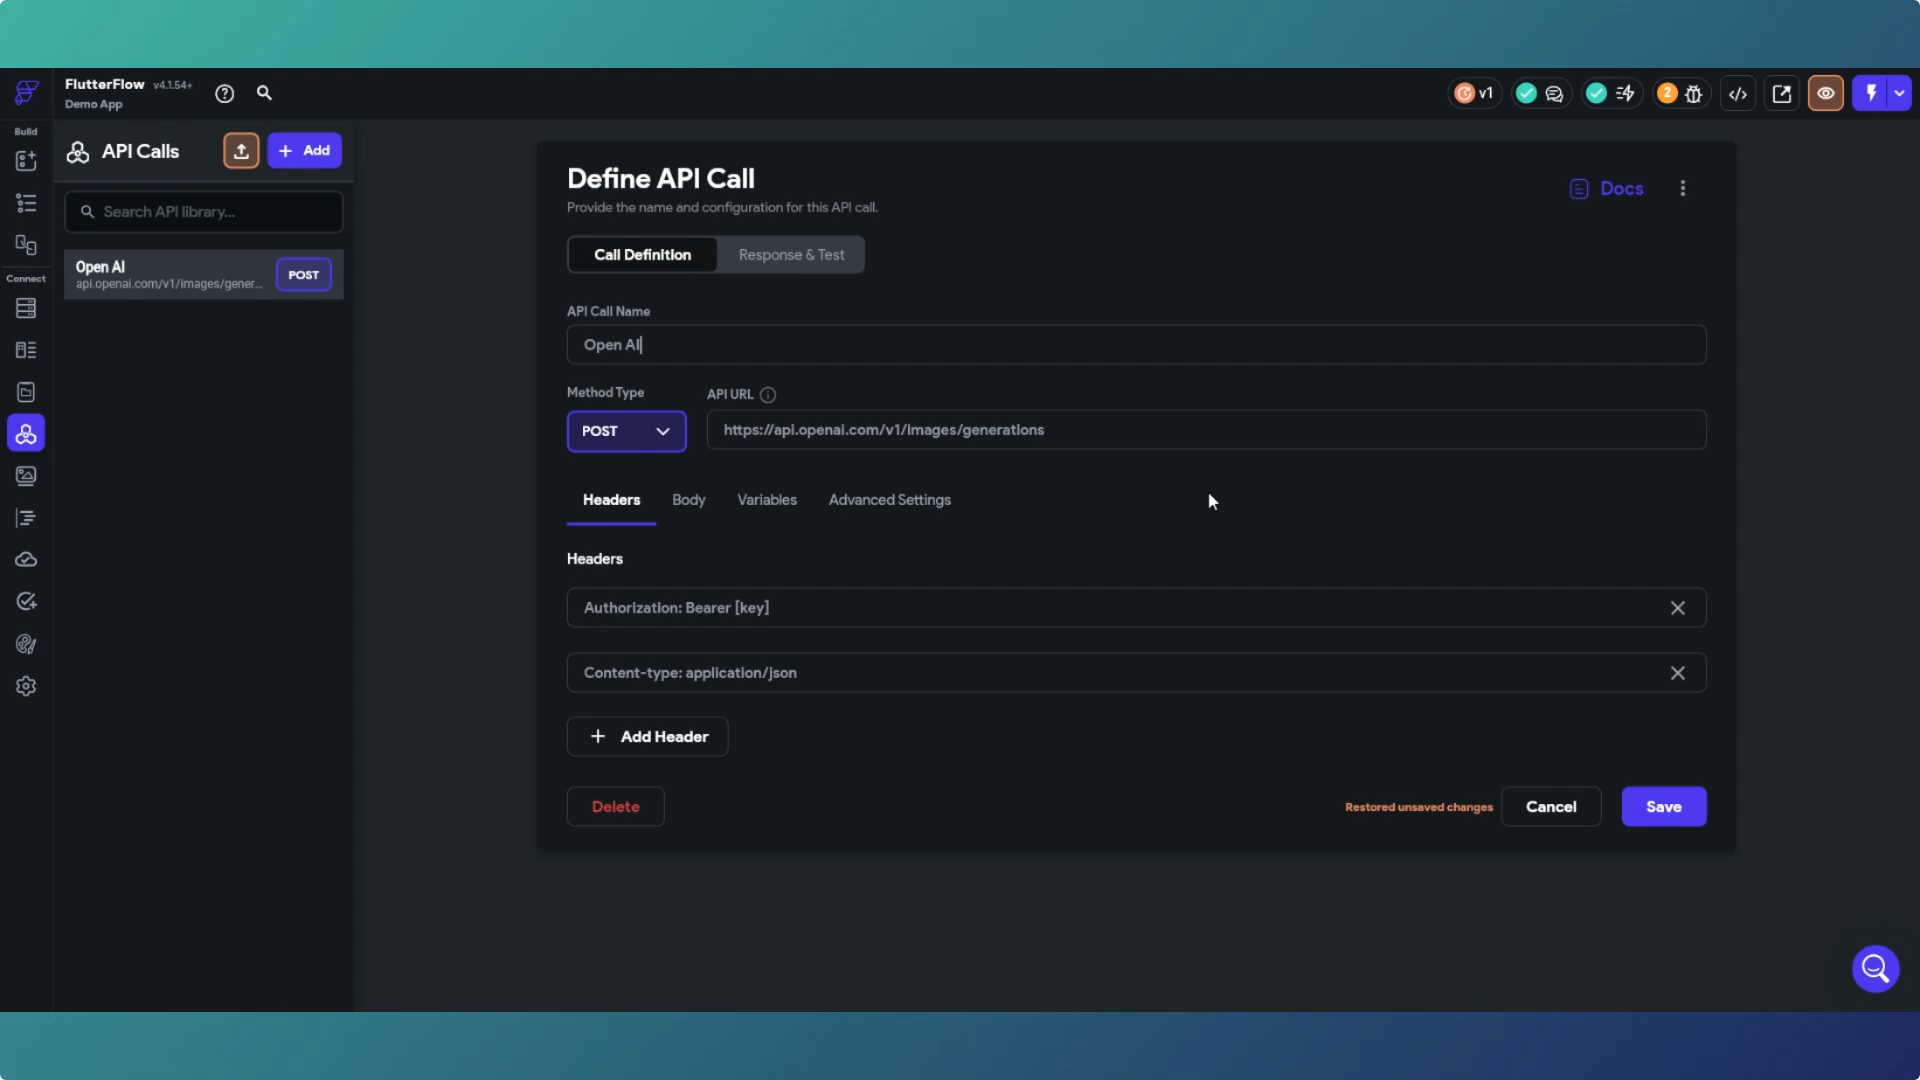 FlutterFlow v4.1.54+
Demo App
v1
2
Build
API Calls
+ Add
Search API library...
Open AI
api.openai.com/v1/images/gener...
POST
Connect
Define API Call
Provide the name and configuration for this API call.
Docs
Call Definition
Response & Test
API Call Name
Open AI
Method Type
API URL
POST
https://api.openai.com/v1/images/generations
Headers
Body
Variables
Advanced Settings
Headers
Authorization: Bearer [key]
Content-type: application/json
+ Add Header
Delete
Restored unsaved changes
Cancel
Save